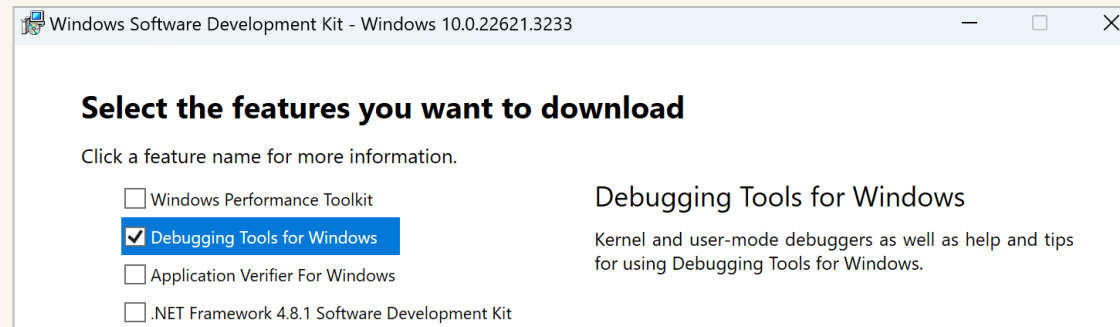 Windows Software Development Kit - Windows 10.0.22621.3233
Select the features you want to download
Click a feature name for more information.
Windows Performance Toolkit
Debugging Tools for Windows
Application Verifier For Windows
.NET Framework 4.8.1 Software Development Kit
Debugging Tools for Windows
Kernel and user-mode debuggers as well as help and tips
for using Debugging Tools for Windows.